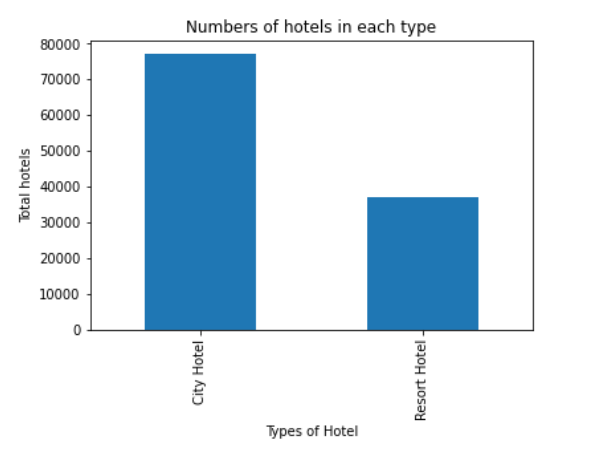 Numbers of hotels in each type
80000
70000
60000
50000
40000
30000
20000
10000
0
Total hotels
City Hotel
Resort Hotel
Types of Hotel